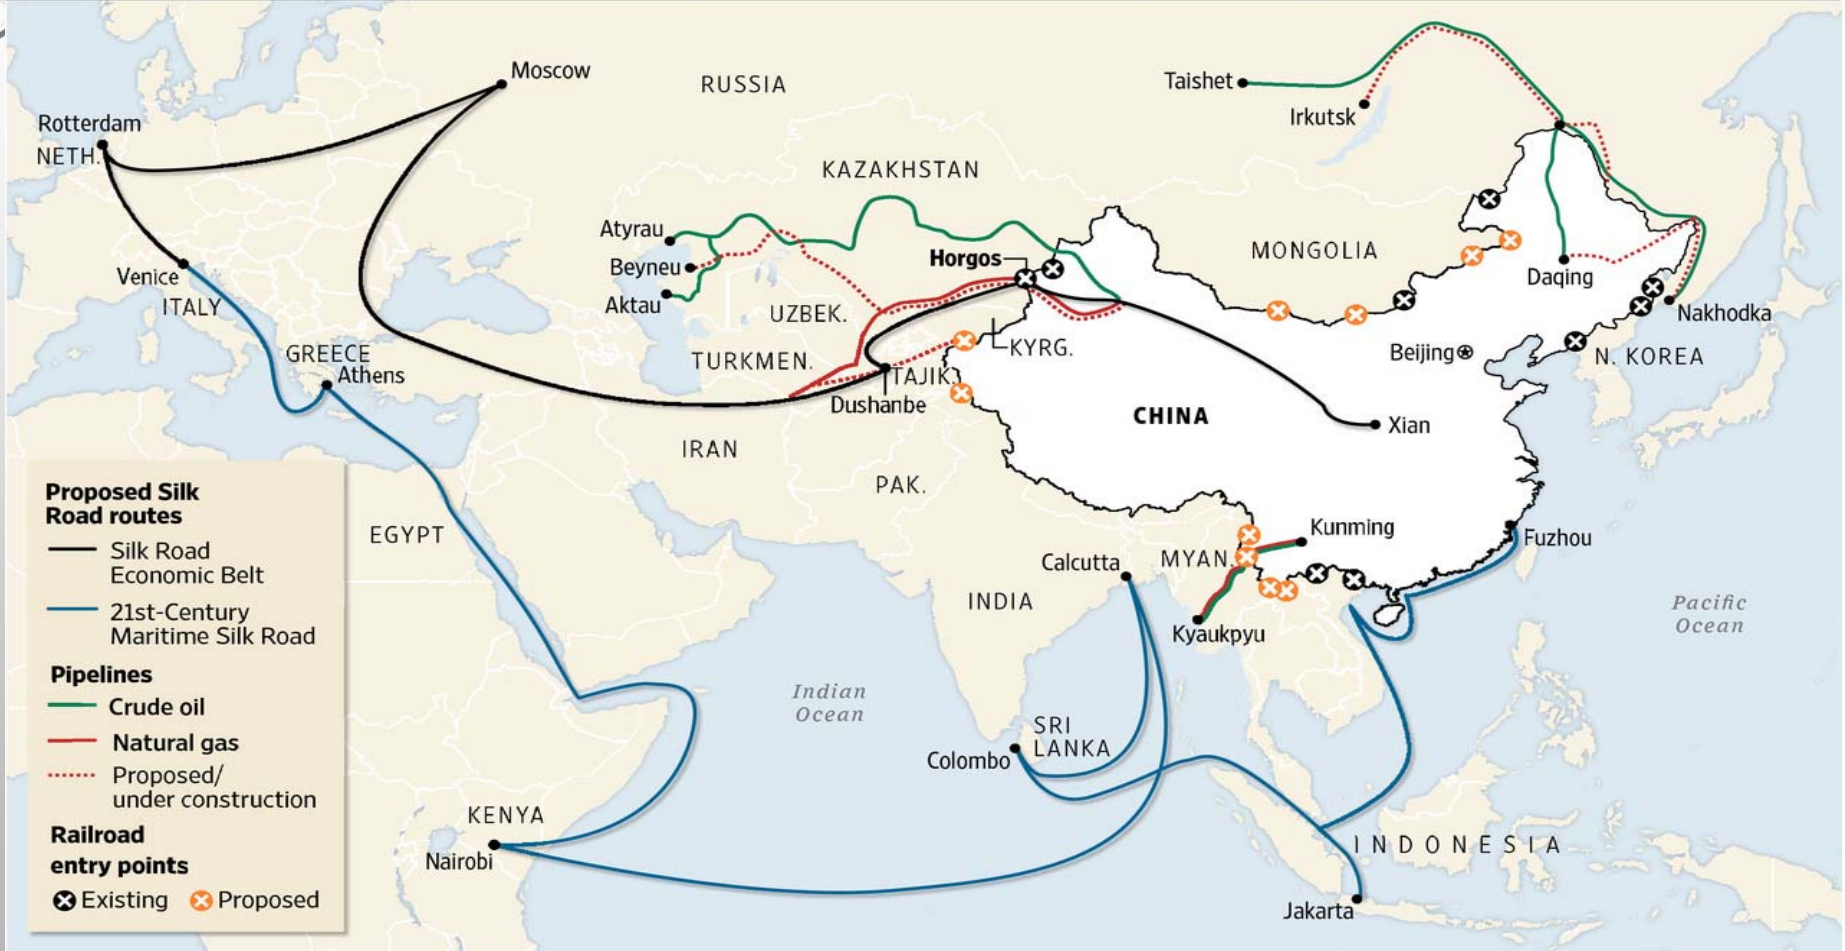 Moscow
RUSSIA
Taishet
Irkutsk
Rotterdam
NETH.
KAZAKHSTAN
Atyrau
Beyneu
Aktau
Horgos
MONGOLIA
Daqing
Nakhodka
Venice
ITALY
UZBEK.
KYRG.
Beijing
N. KOREA
GREECE
Athens
TURKMEN.
TAJIK.
Dushanbe
CHINA
Xian
IRAN
PAK.
EGYPT
Kunming
Fuzhou
Calcutta
MYAN.
INDIA
Kyaukpyu
Pacific
Ocean
Indian
Ocean
SRI
LANKA
Colombo
KENYA
Nairobi
INDONESIA
Jakarta
Proposed Silk
Road routes
Silk Road
Economic Belt
21st-Century
Maritime Silk Road
Pipelines
Crude oil
Natural gas
Proposed/
under construction
Railroad
entry points
Existing
Proposed